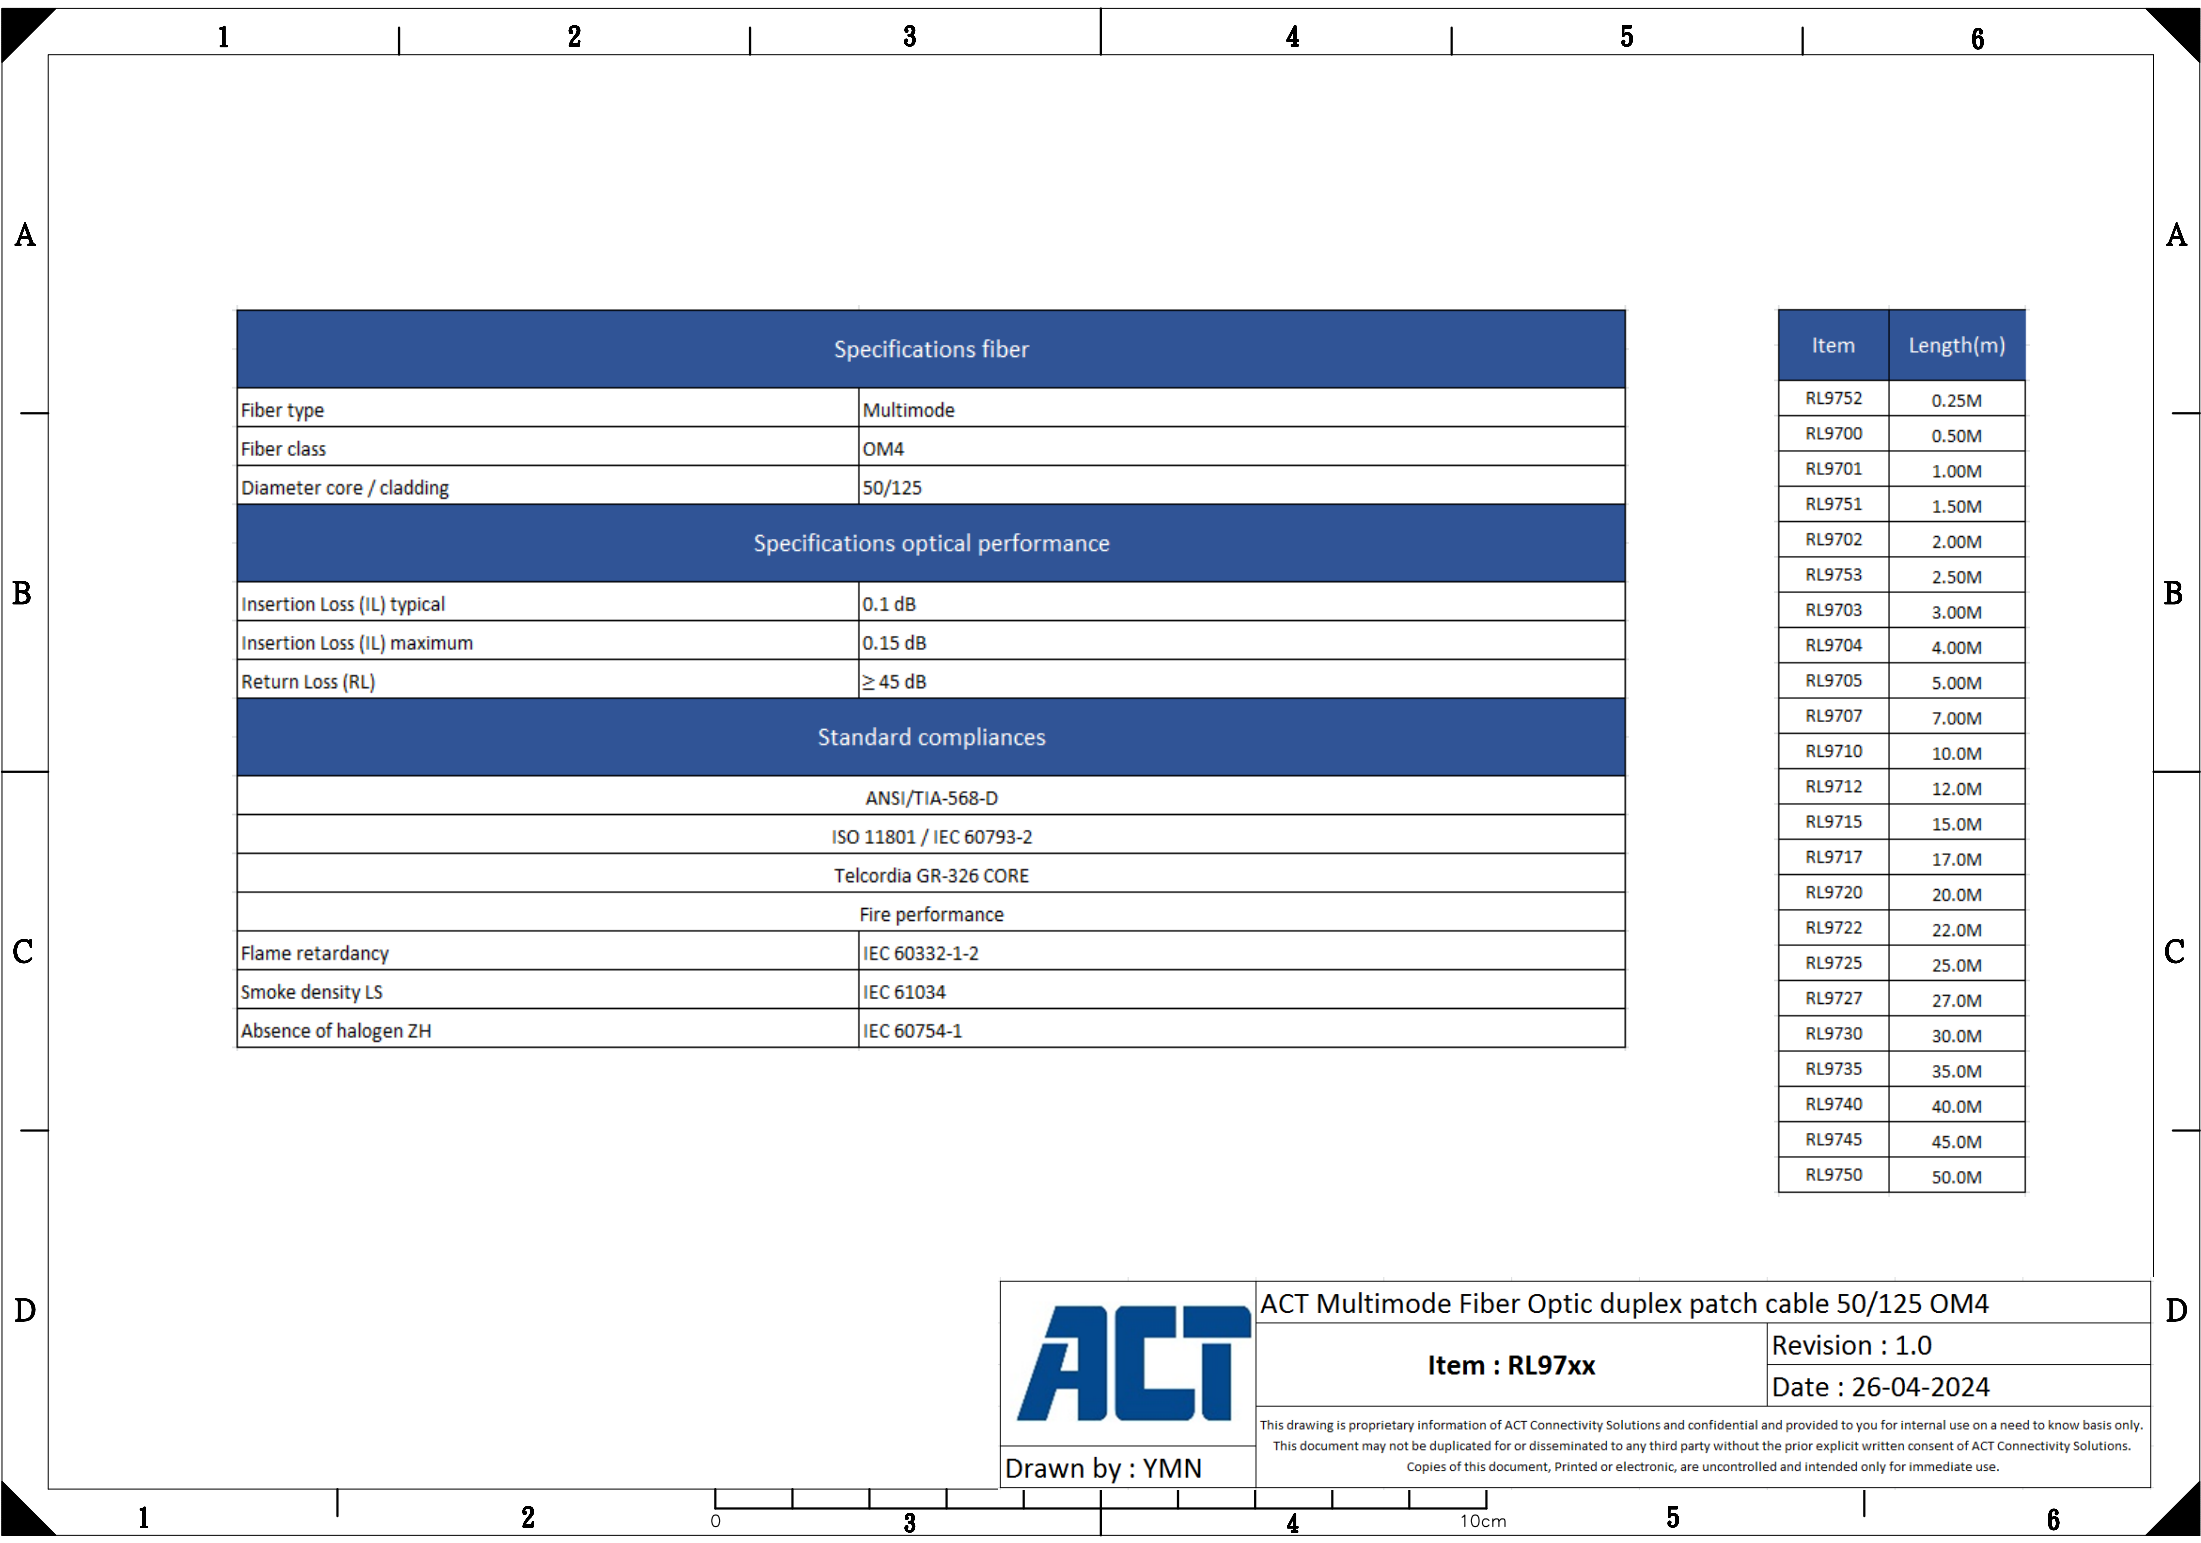 1 2 3 4 5 6
A A
Specifications fiber
Fiber type Multimode
Fiber class OM4
Diameter core / cladding 50/125
Specifications optical performance
Insertion Loss (IL) typical 0.1 dB
Insertion Loss (IL) maximum 0.15 dB
Return Loss (RL) ≥ 45 dB
Standard compliances
ANSI/TIA-568-D
ISO 11801 / IEC 60793-2
Telcordia GR-326 CORE
Fire performance
Flame retardancy IEC 60332-1-2
Smoke density LS IEC 61034
Absence of halogen ZH IEC 60754-1
Item Length(m)
RL9752 0.25M
RL9700 0.50M
RL9701 1.00M
RL9751 1.50M
RL9702 2.00M
RL9753 2.50M
RL9703 3.00M
RL9704 4.00M
RL9705 5.00M
RL9707 7.00M
RL9710 10.0M
RL9712 12.0M
RL9715 15.0M
RL9717 17.0M
RL9720 20.0M
RL9722 22.0M
RL9725 25.0M
RL9727 27.0M
RL9730 30.0M
RL9735 35.0M
RL9740 40.0M
RL9745 45.0M
RL9750 50.0M
B B
C C
D D
ACT
Drawn by : YMN
ACT Multimode Fiber Optic duplex patch cable 50/125 OM4
Item : RL97xx
Revision : 1.0
Date : 26-04-2024
This drawing is proprietary information of ACT Connectivity Solutions and confidential and provided to you for internal use on a need to know basis only.
This document may not be duplicated for or disseminated to any third party without the prior explicit written consent of ACT Connectivity Solutions.
Copies of this document, Printed or electronic, are uncontrolled and intended only for immediate use.
0 10cm
1 2 3 4 5 6